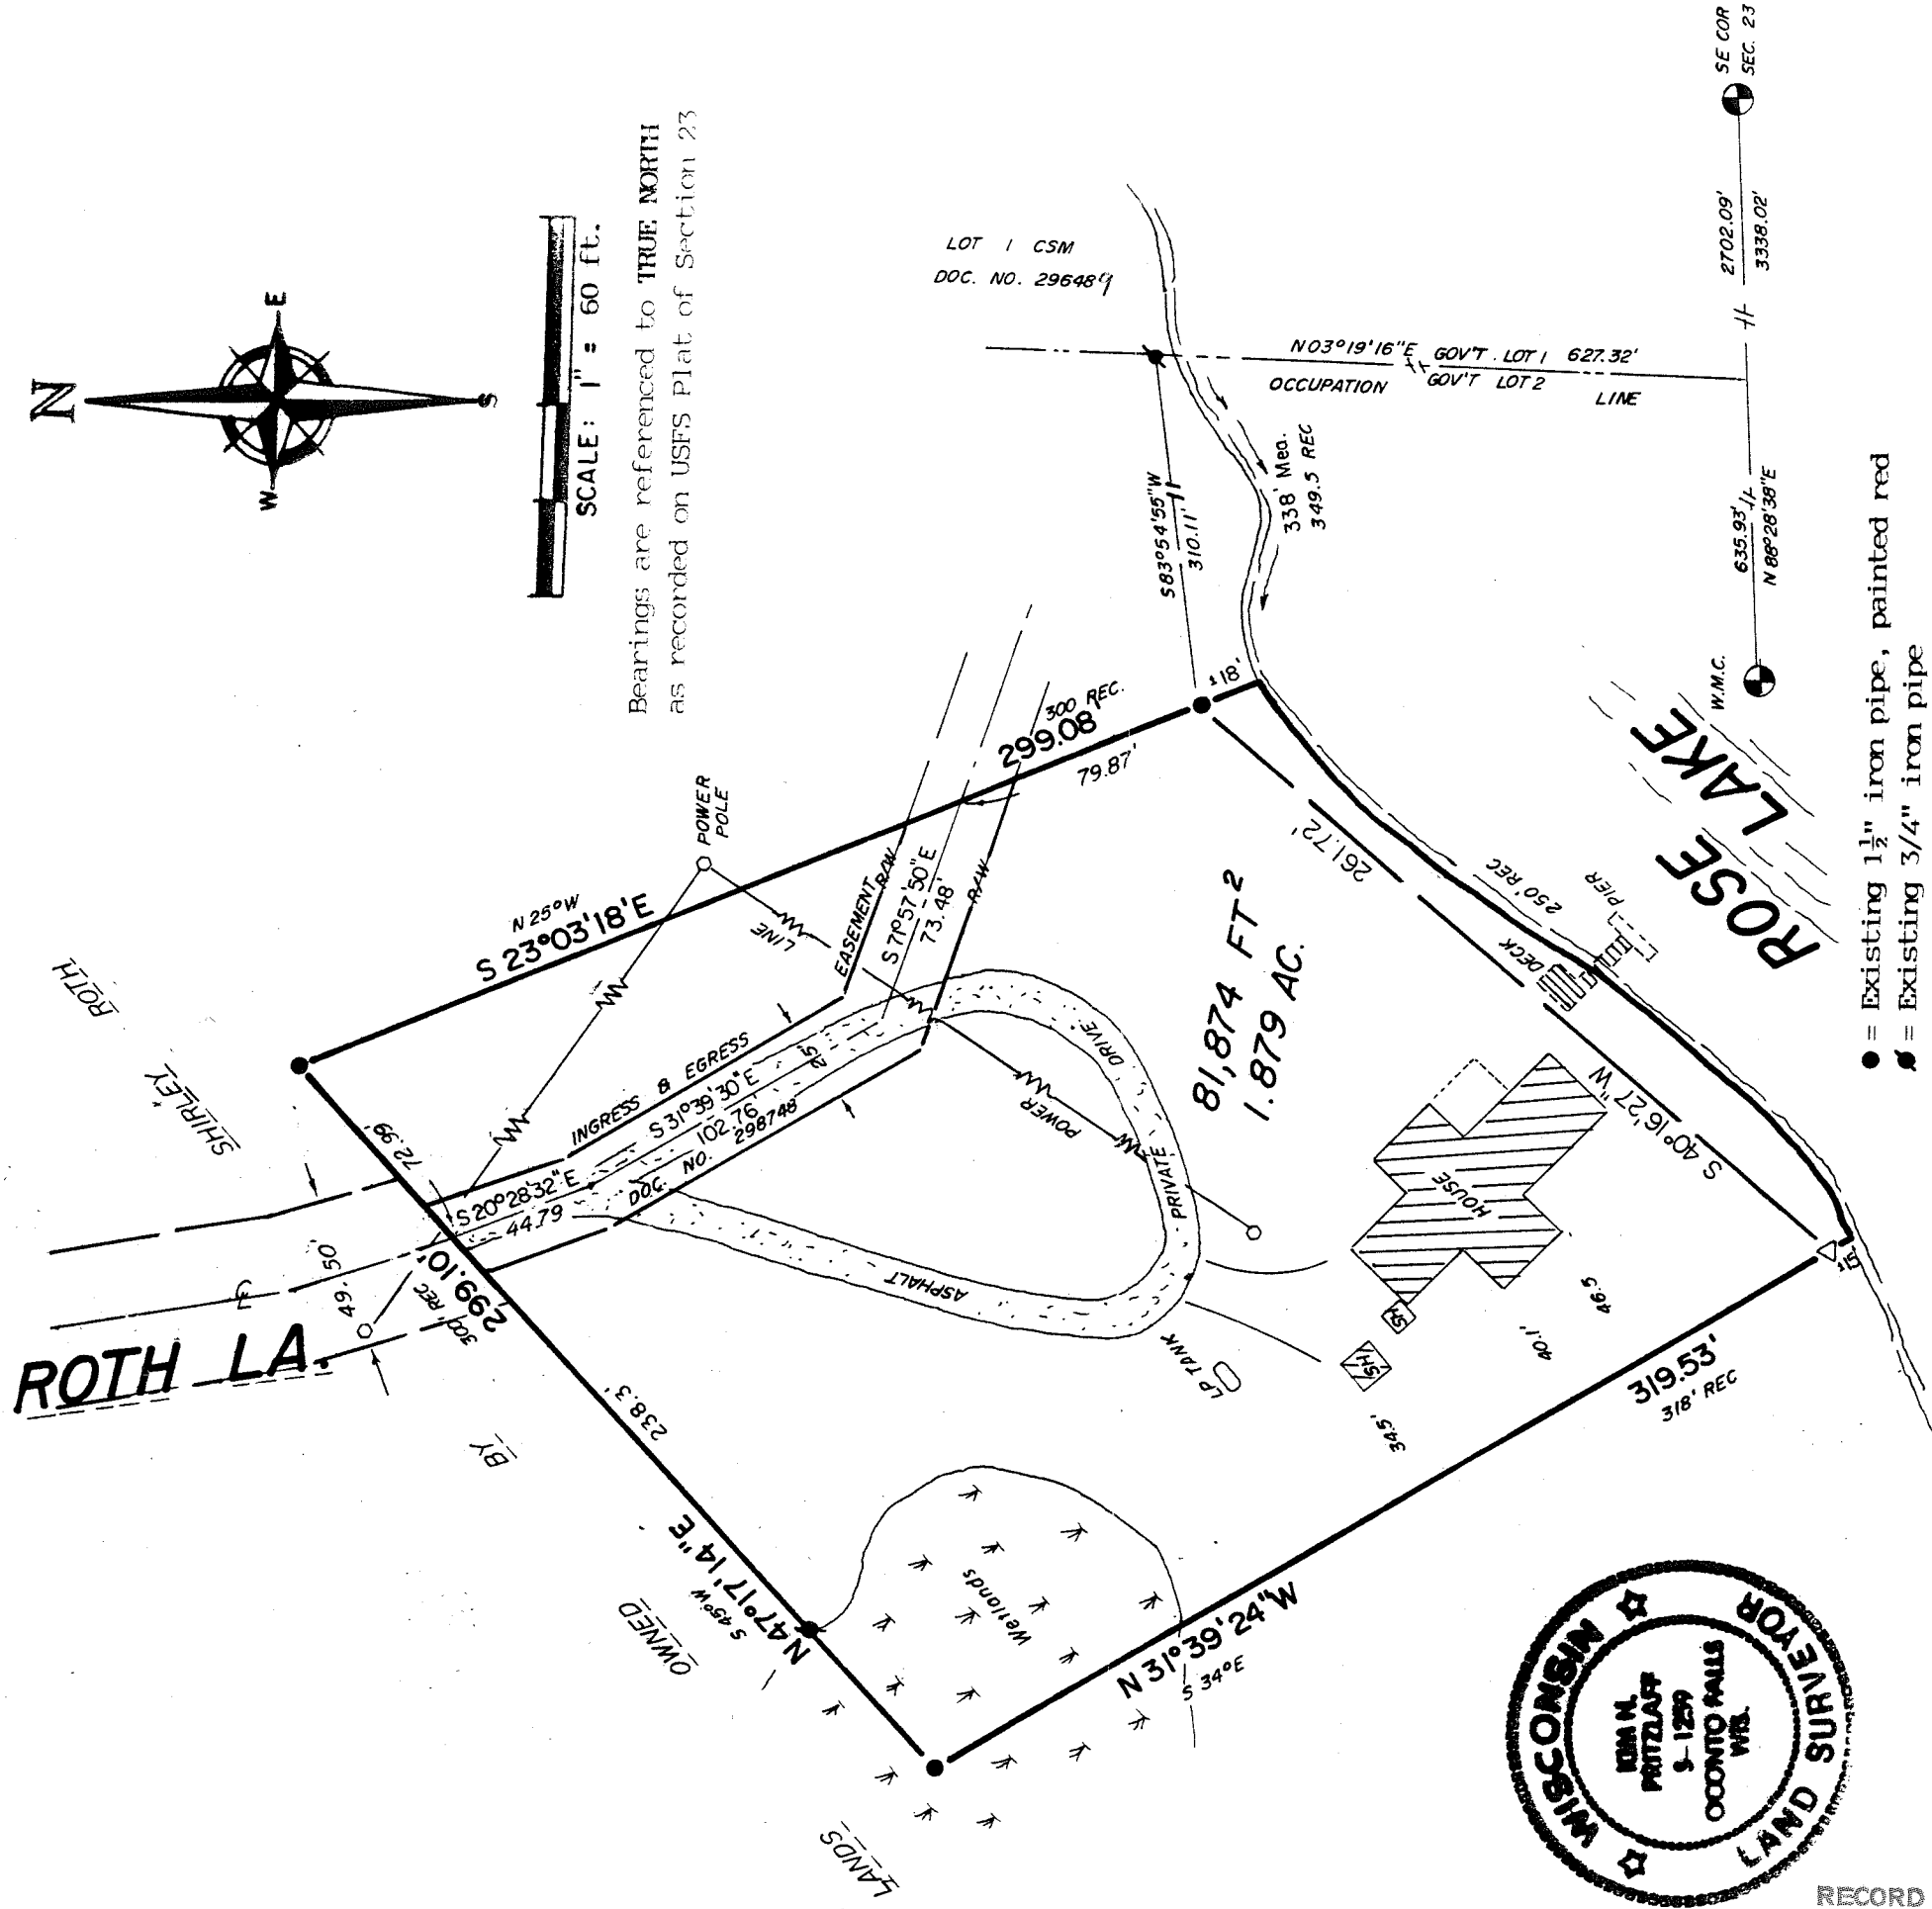 N
W
E
S
SCALE: 1" = 60 ft.
Bearings are referenced to TRUE NORTH
as recorded on USFS Plat of Section 23
LOT 1 CSM
DOC. NO. 296489
N03°19'16"E GOV'T. LOT 1 627.32'
OCCUPATION GOV'T LOT 2 LINE
SE COR
SEC. 23
2702.09'
3338.02'
635.93'
N 88°28'38"E
W.M.C.
S83°54'55"W
310.11'
338' Mea.
349.5 REC
±18'
300 REC.
299.08'
79.87'
N 25°W
S 23°03'18'E
POWER
POLE
LINE
POWER
EASEMENT R/W
S 71°57'50"E
73.48'
R/W
INGRESS & EGRESS
S 31°39'30"E
25'
102.76'
DOC. NO. 298748
S 20°28'32"E
44.79
72.99'
SHIRLEY ROTH
ROTH LA.
49.50'
299.10'
300' REC
238.3'
N47°17'14"E
S 45°W
LANDS OWNED BY
ASPHALT PRIVATE DRIVE
81,874 FT2
1.879 AC.
261.72'
S 40°16'27" W
250' REC
PIER
DECK
HOUSE
SH
SH
LP TANK
34.5'
40.1'
46.5
±15'
319.53'
318' REC
N 31°39'24"W
S 34°E
Wetlands
ROSE LAKE
= Existing 1½" iron pipe, painted red
= Existing 3/4" iron pipe
WISCONSIN
KIM H.
PRITZLAFF
S-1259
OCONTO FALLS
WIS.
LAND SURVEYOR
RECORD